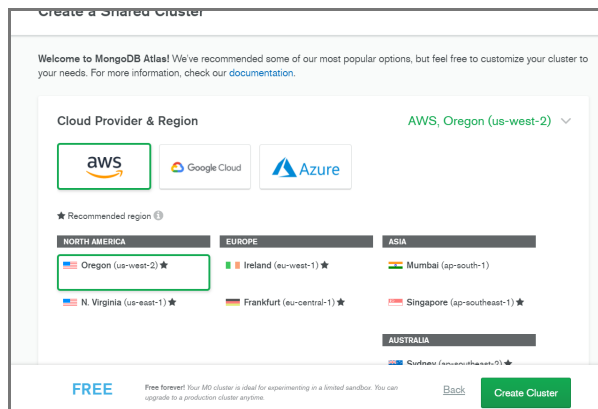 Create a Shared Cluster
Welcome to MongoDB Atlas! We've recommended some of our most popular options, but feel free to customize your cluster to
your needs. For more information, check our documentation.
Cloud Provider & Region
AWS, Oregon (us-west-2)
aws
Google Cloud
Azure
★ Recommended region
NORTH AMERICA
EUROPE
ASIA
Oregon (us-west-2) ★
Ireland (eu-west-1) ★
Mumbai (ap-south-1)
N. Virginia (us-east-1) ★
Frankfurt (eu-central-1) ★
Singapore (ap-southeast-1) ★
AUSTRALIA
Sydney (ap-southeast-2) ★
FREE
Free forever! Your M0 cluster is ideal for experimenting in a limited sandbox. You can
upgrade to a production cluster anytime.
Back
Create Cluster